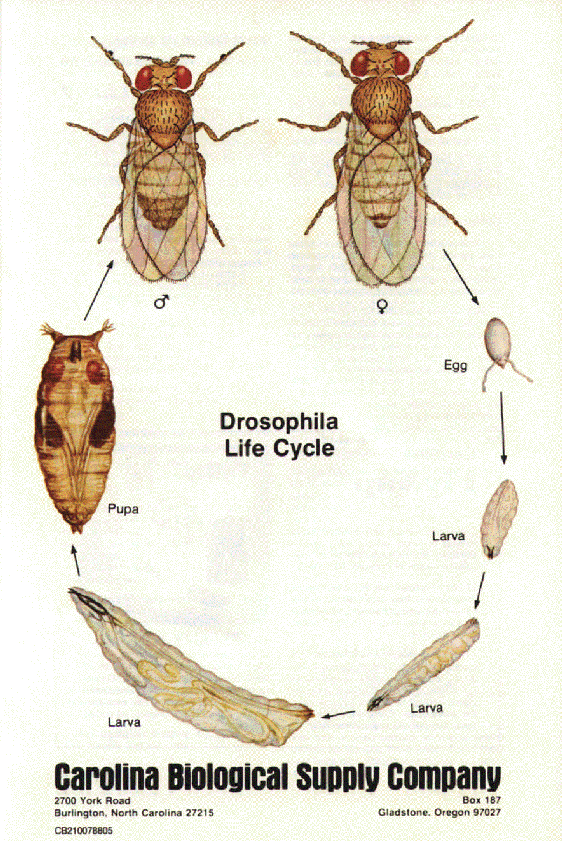 ♂
♀
Egg
Drosophila
Life Cycle
Pupa
Larva
Larva
Larva
Carolina Biological Supply Company
2700 York Road
Burlington, North Carolina 27215
Box 187
Gladstone, Oregon 97027
CB210078805